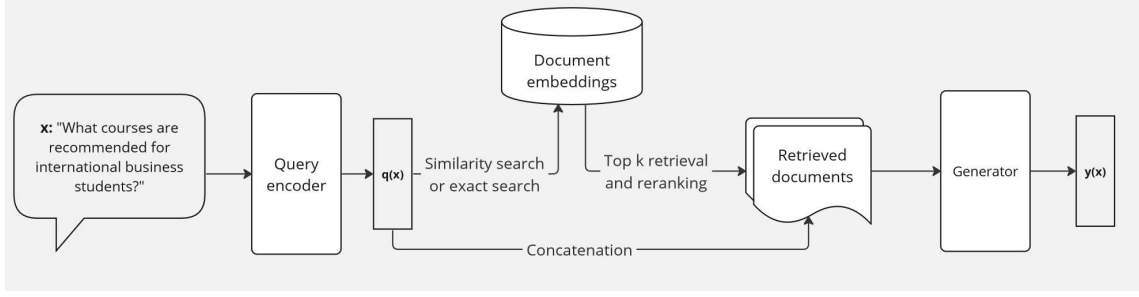 x: "What courses are
recommended for
international business
students?"
Query
encoder
q(x)
Similarity search
or exact search
Document
embeddings
Top k retrieval
and reranking
Concatenation
Retrieved
documents
Generator
y(x)